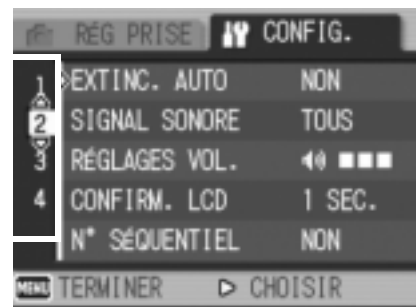 RÉG PRISE CONFIG.
1 EXTINC. AUTO NON
2 SIGNAL SONORE TOUS
3 RÉGLAGES VOL.
4 CONFIRM. LCD 1 SEC.
N° SÉQUENTIEL NON
MENU TERMINER CHOISIR